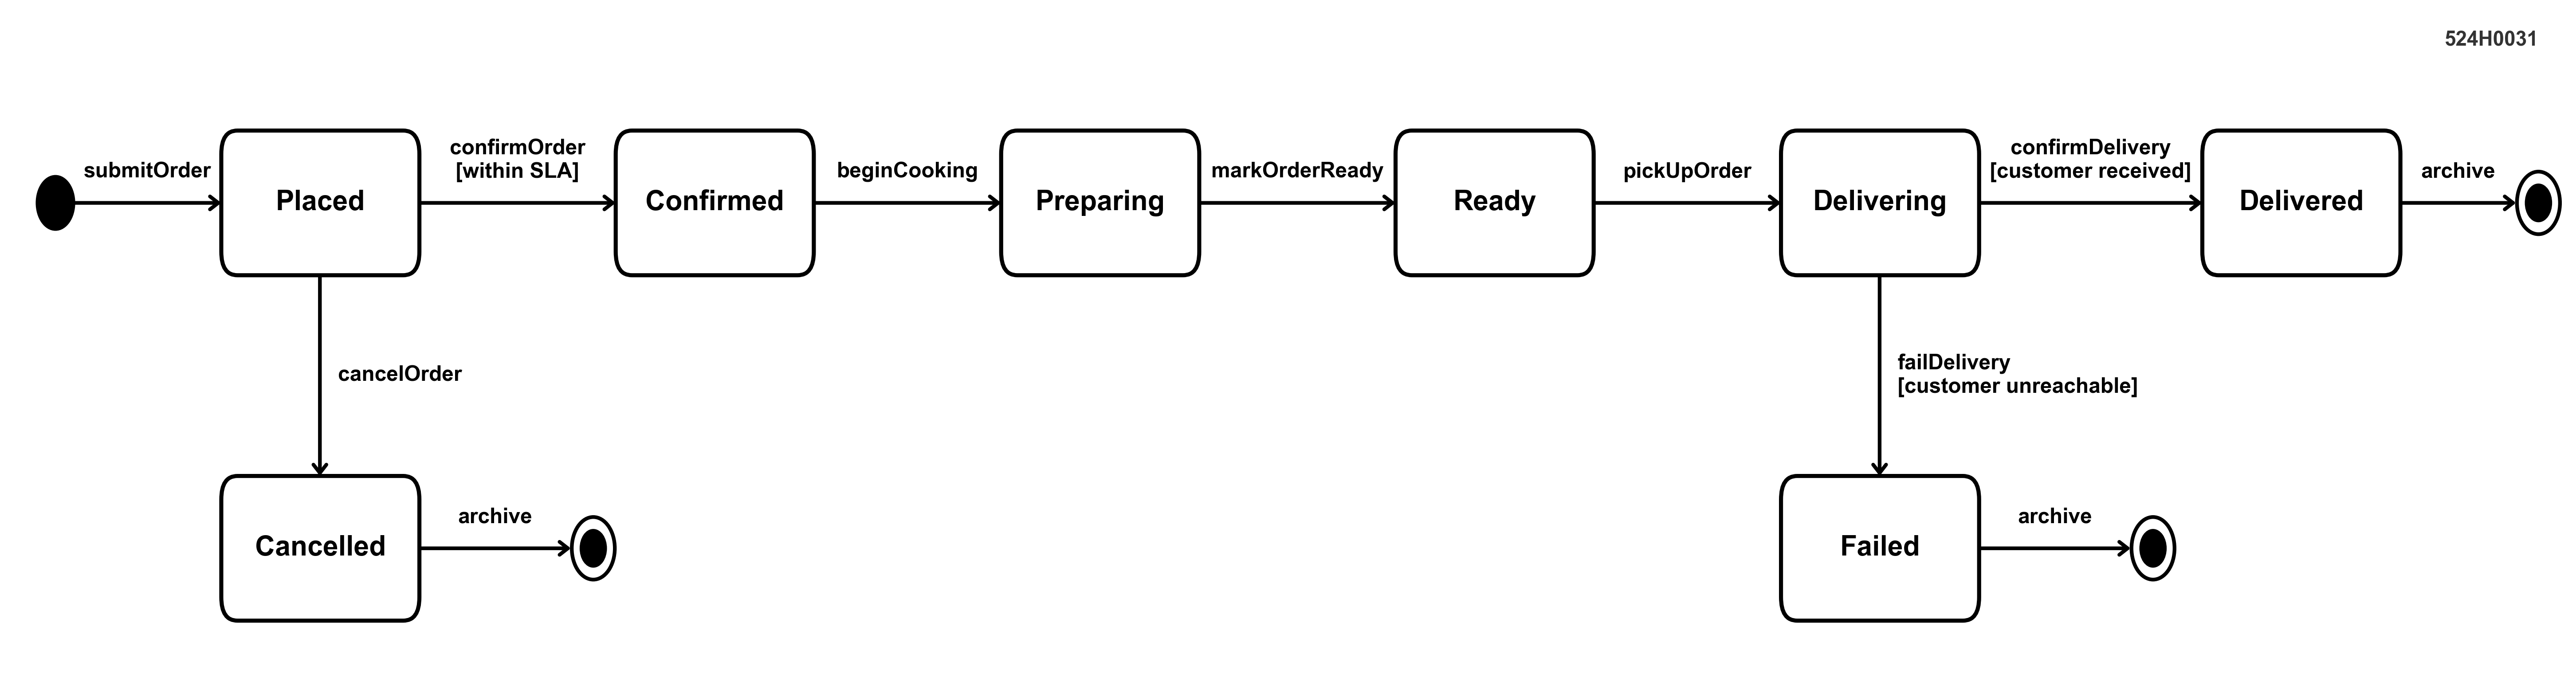 524H0031
submitOrder
Placed
confirmOrder
[within SLA]
Confirmed
beginCooking
Preparing
markOrderReady
Ready
pickUpOrder
Delivering
confirmDelivery
[customer received]
Delivered
archive
cancelOrder
failDelivery
[customer unreachable]
Cancelled
archive
Failed
archive